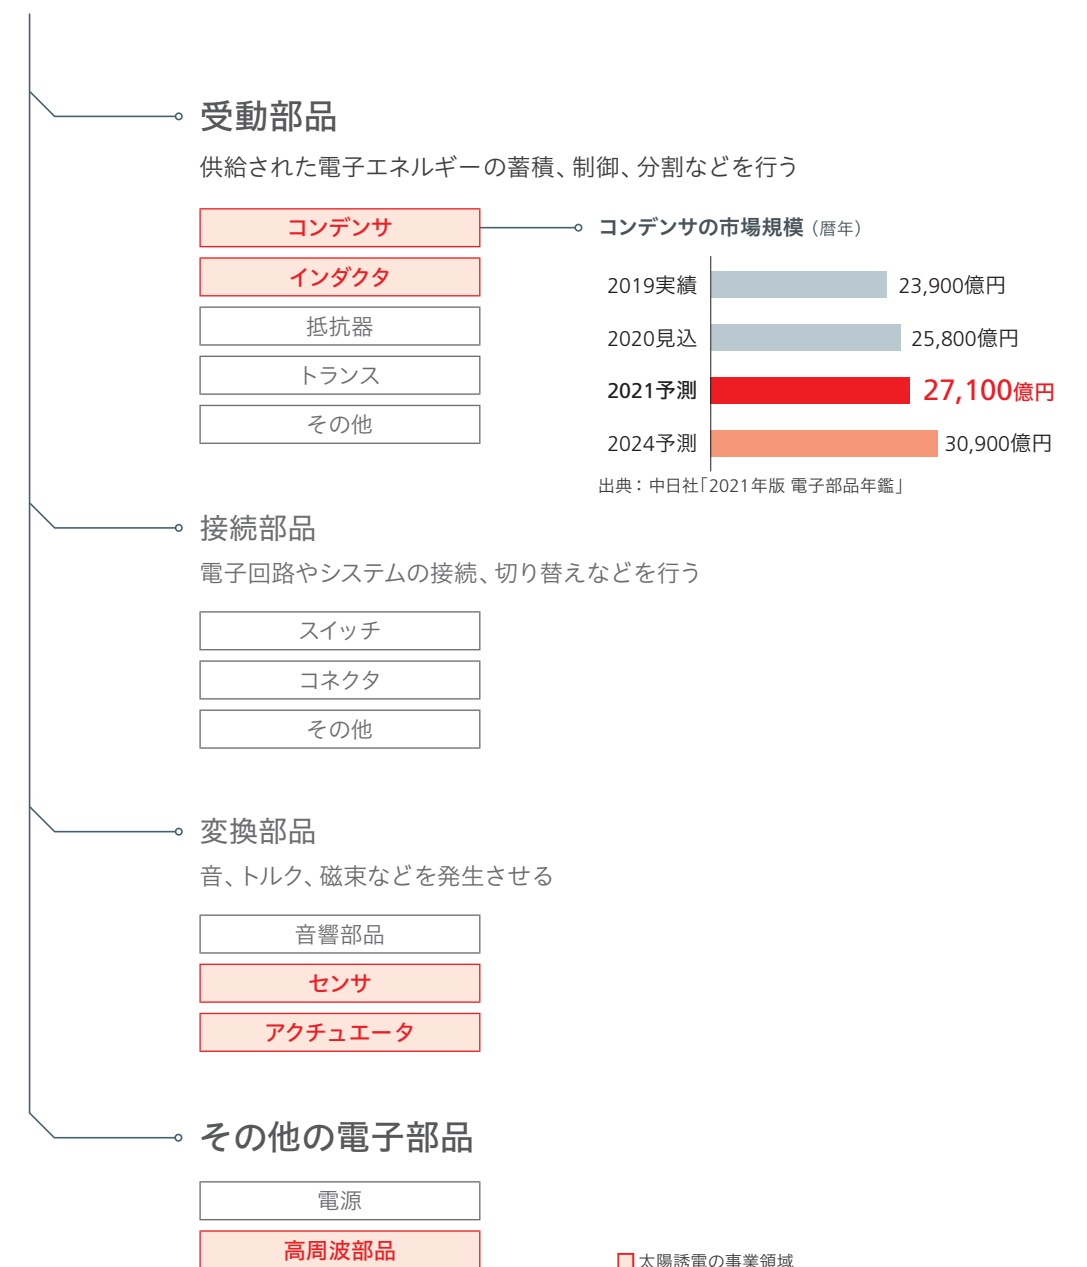 受動部品
供給された電子エネルギーの蓄積、制御、分割などを行う
コンデンサ
インダクタ
抵抗器
トランス
その他
コンデンサの市場規模（暦年）
2019実績 23,900億円
2020見込 25,800億円
2021予測 27,100億円
2024予測 30,900億円
出典：中日社「2021年版 電子部品年鑑」
接続部品
電子回路やシステムの接続、切り替えなどを行う
スイッチ
コネクタ
その他
変換部品
音、トルク、磁束などを発生させる
音響部品
センサ
アクチュエータ
その他の電子部品
電源
高周波部品
太陽誘電の事業領域